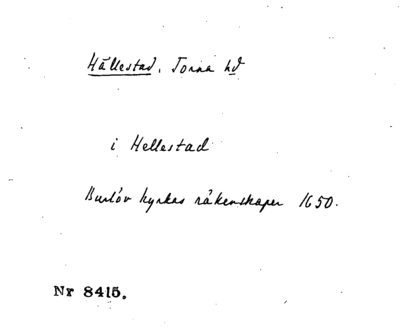 Hällestad. Torna hd
i Hellestad
Burlöv kyrkas räkenskaper 1650.
Nr 8415.